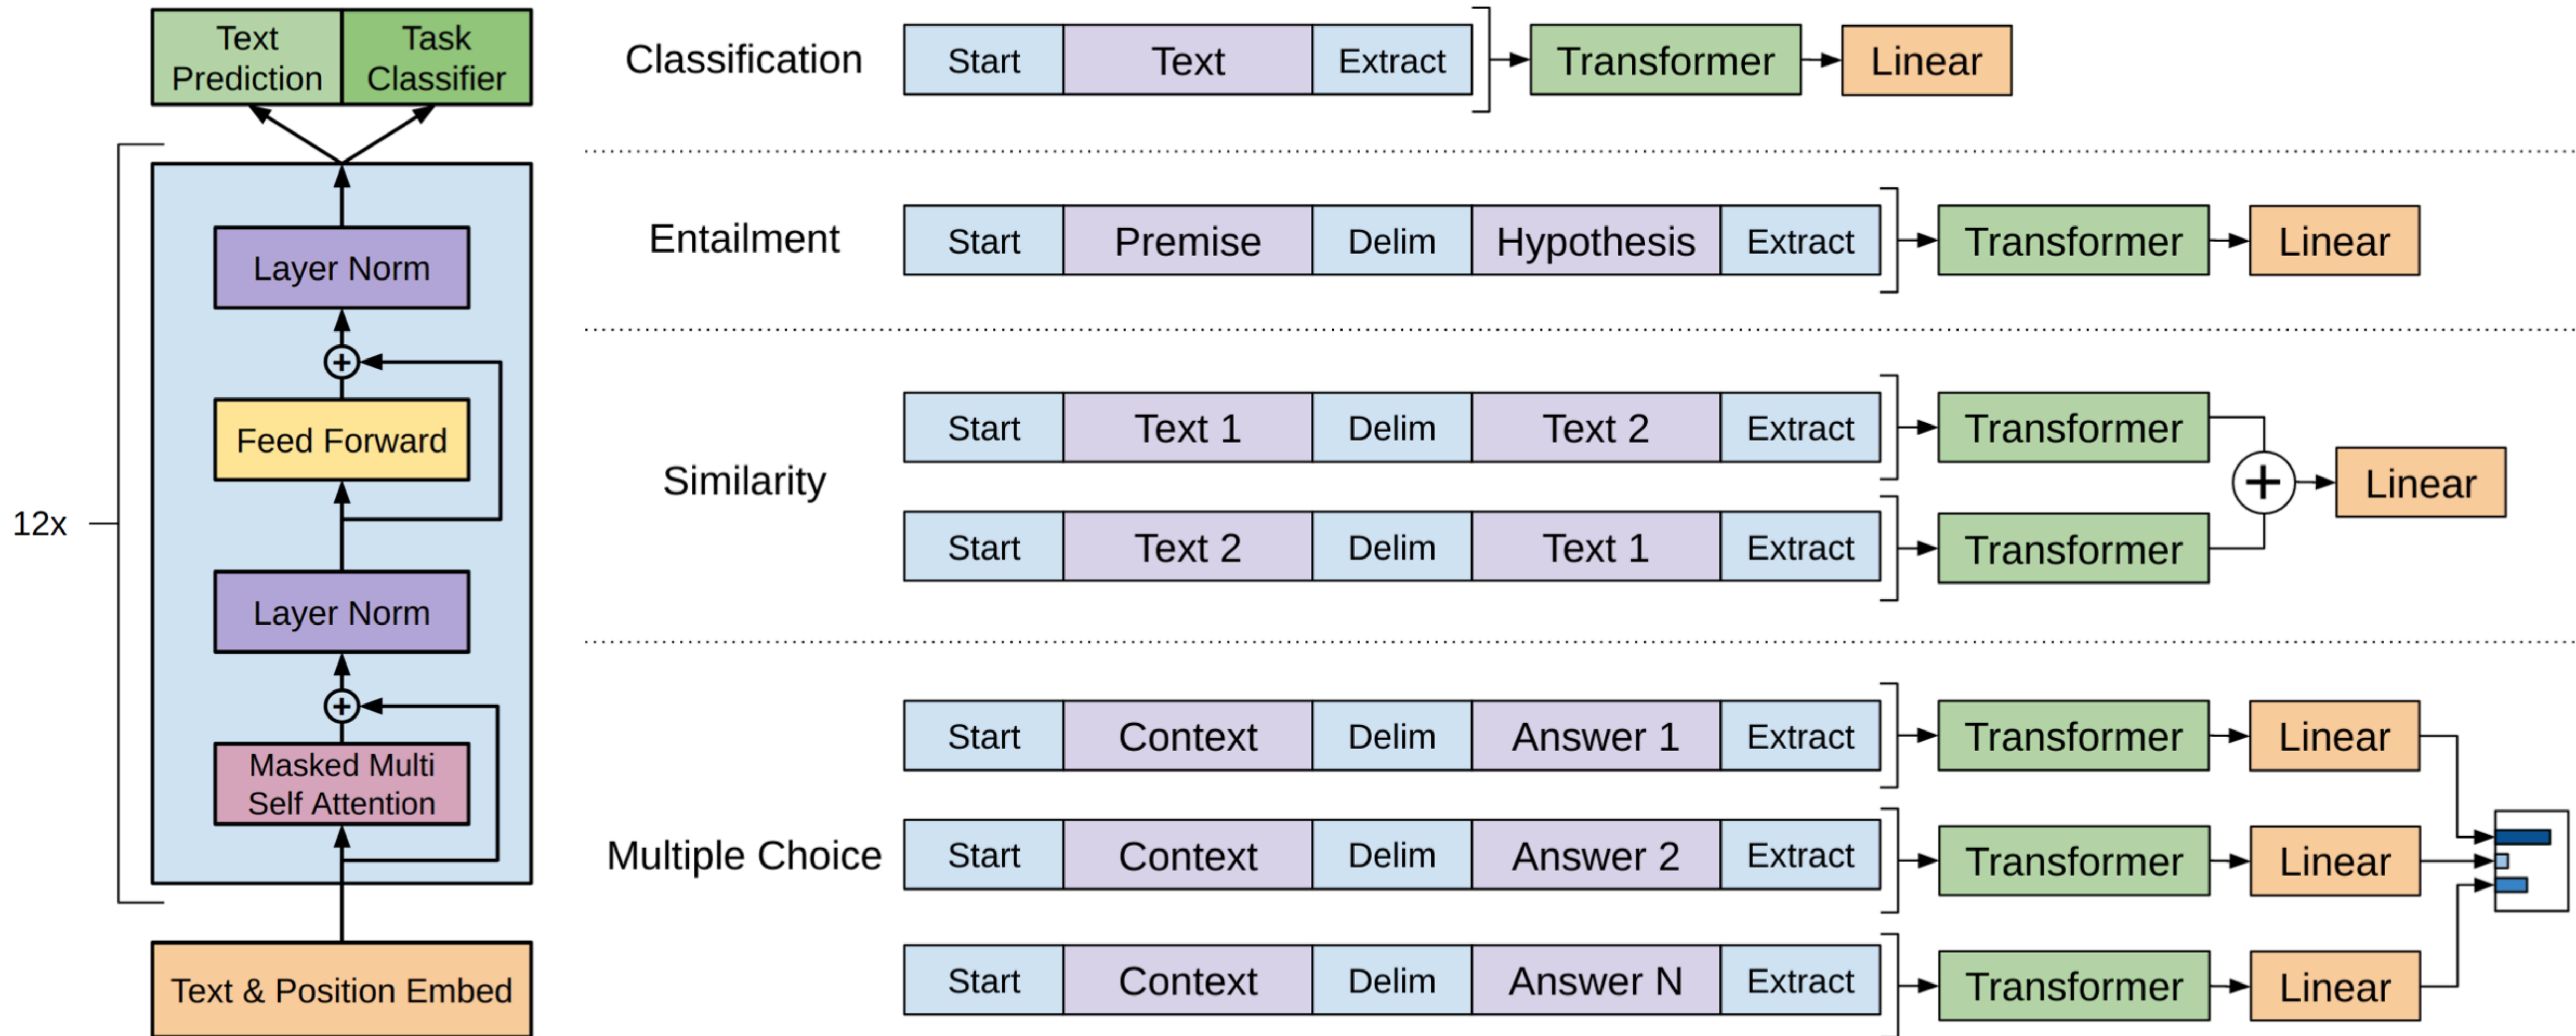 Text
Prediction
Task
Classifier
12x
Layer Norm
Feed Forward
Layer Norm
Masked Multi
Self Attention
Text & Position Embed
Classification
Start Text Extract Transformer Linear
Entailment
Start Premise Delim Hypothesis Extract Transformer Linear
Similarity
Start Text 1 Delim Text 2 Extract Transformer
+ Linear
Start Text 2 Delim Text 1 Extract Transformer
Multiple Choice
Start Context Delim Answer 1 Extract Transformer Linear
Start Context Delim Answer 2 Extract Transformer Linear
Start Context Delim Answer N Extract Transformer Linear